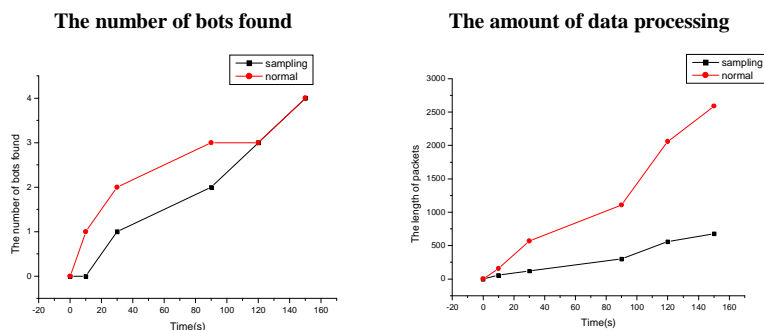 The number of bots found
sampling
normal
The number of bots found
4
3
2
1
0
-20 0 20 40 60 80 100 120 140 160
Time(s)
The amount of data processing
sampling
normal
The length of packets
3000
2500
2000
1500
1000
500
0
-20 0 20 40 60 80 100 120 140 160
Time(s)